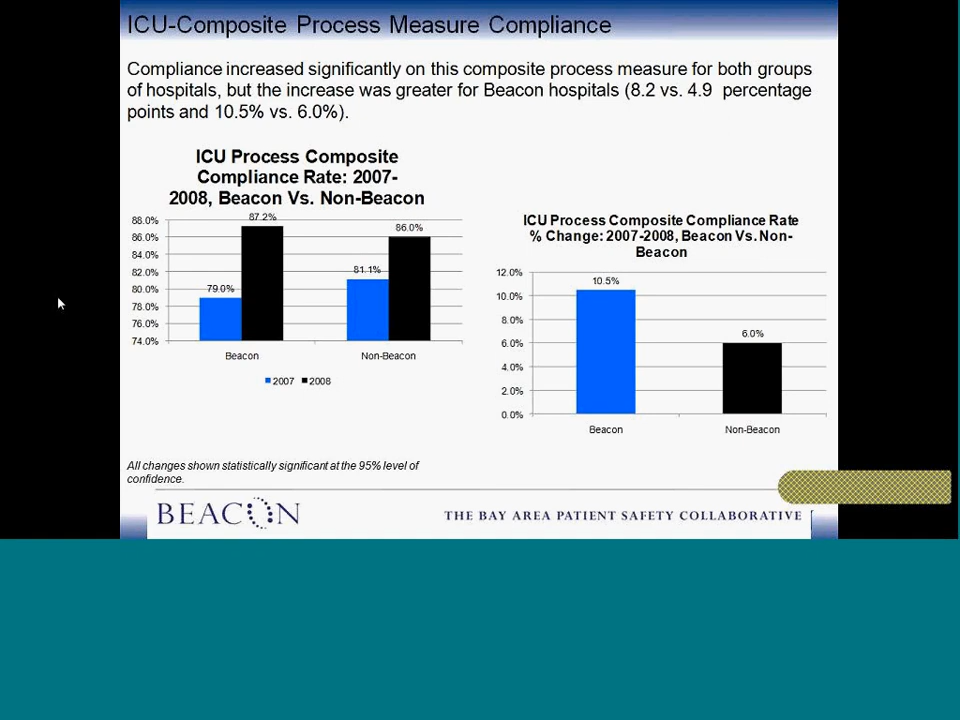 ICU-Composite Process Measure Compliance
Compliance increased significantly on this composite process measure for both groups
of hospitals, but the increase was greater for Beacon hospitals (8.2 vs. 4.9 percentage
points and 10.5% vs. 6.0%).
ICU Process Composite
Compliance Rate: 2007-
2008, Beacon Vs. Non-Beacon
88.0%
86.0%
84.0%
82.0%
80.0%
78.0%
76.0%
74.0%
79.0%
87.2%
81.1%
86.0%
Beacon
Non-Beacon
2007
2008
ICU Process Composite Compliance Rate
% Change: 2007-2008, Beacon Vs. Non-
Beacon
12.0%
10.0%
8.0%
6.0%
4.0%
2.0%
0.0%
10.5%
6.0%
Beacon
Non-Beacon
All changes shown statistically significant at the 95% level of
confidence.
BEACON
THE BAY AREA PATIENT SAFETY COLLABORATIVE